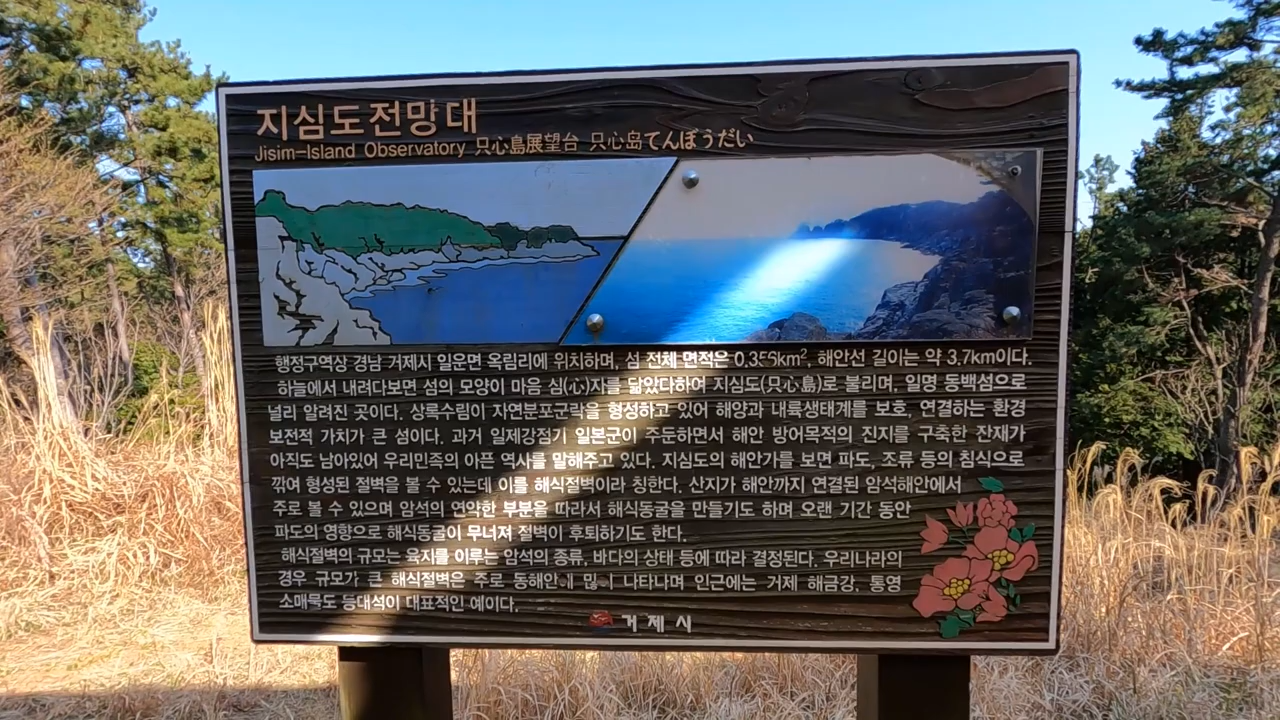 지심도전망대
Jisim-Island Observatory 只心島展望台 只心岛てんぼうだい
행정구역상 경남 거제시 일운면 옥림리에 위치하며, 섬 전체 면적은 해안선 길이는 약 3.7km이다.
하늘에서 내려다보면 섬의 모양이 마음 심(心)자를 닮았다하여 지심도(只心島)로 불리며, 일명 동백섬으로
널리 알려진 곳이다. 상록수림이 자연분포군락을 형성하고 있어 해양과 내륙생태계를 보호, 연결하는 환경
보전적 가치가 큰 섬이다. 과거 일제강점기 일본군이 주둔하면서 해안 방어목적의 진지를 구축한 잔재가
아직도 남아있어 우리민족의 아픈 역사를 말해주고 있다. 지심도의 해안가를 보면 파도, 조류 등의 침식으로
깎여 형성된 절벽을 볼 수 있는데 이를 해식절벽이라 칭한다. 산지가 해안까지 연결된 암석해안에서
주로 볼 수 있으며 암석의 연약한 부분을 따라서 해식동굴을 만들기도 하며 오랜 기간 동안
파도의 영향으로 해식동굴이 무너져 절벽이 후퇴하기도 한다.
해식절벽의 규모는 육지를 이루는 암석의 종류, 바다의 상태 등에 따라 결정된다. 우리나라의
경우 규모가 큰 해식절벽은 주로 나타나며 인근에는 거제 해금강, 통영
소매물도 등대석이 대표적인 예이다.
거제시